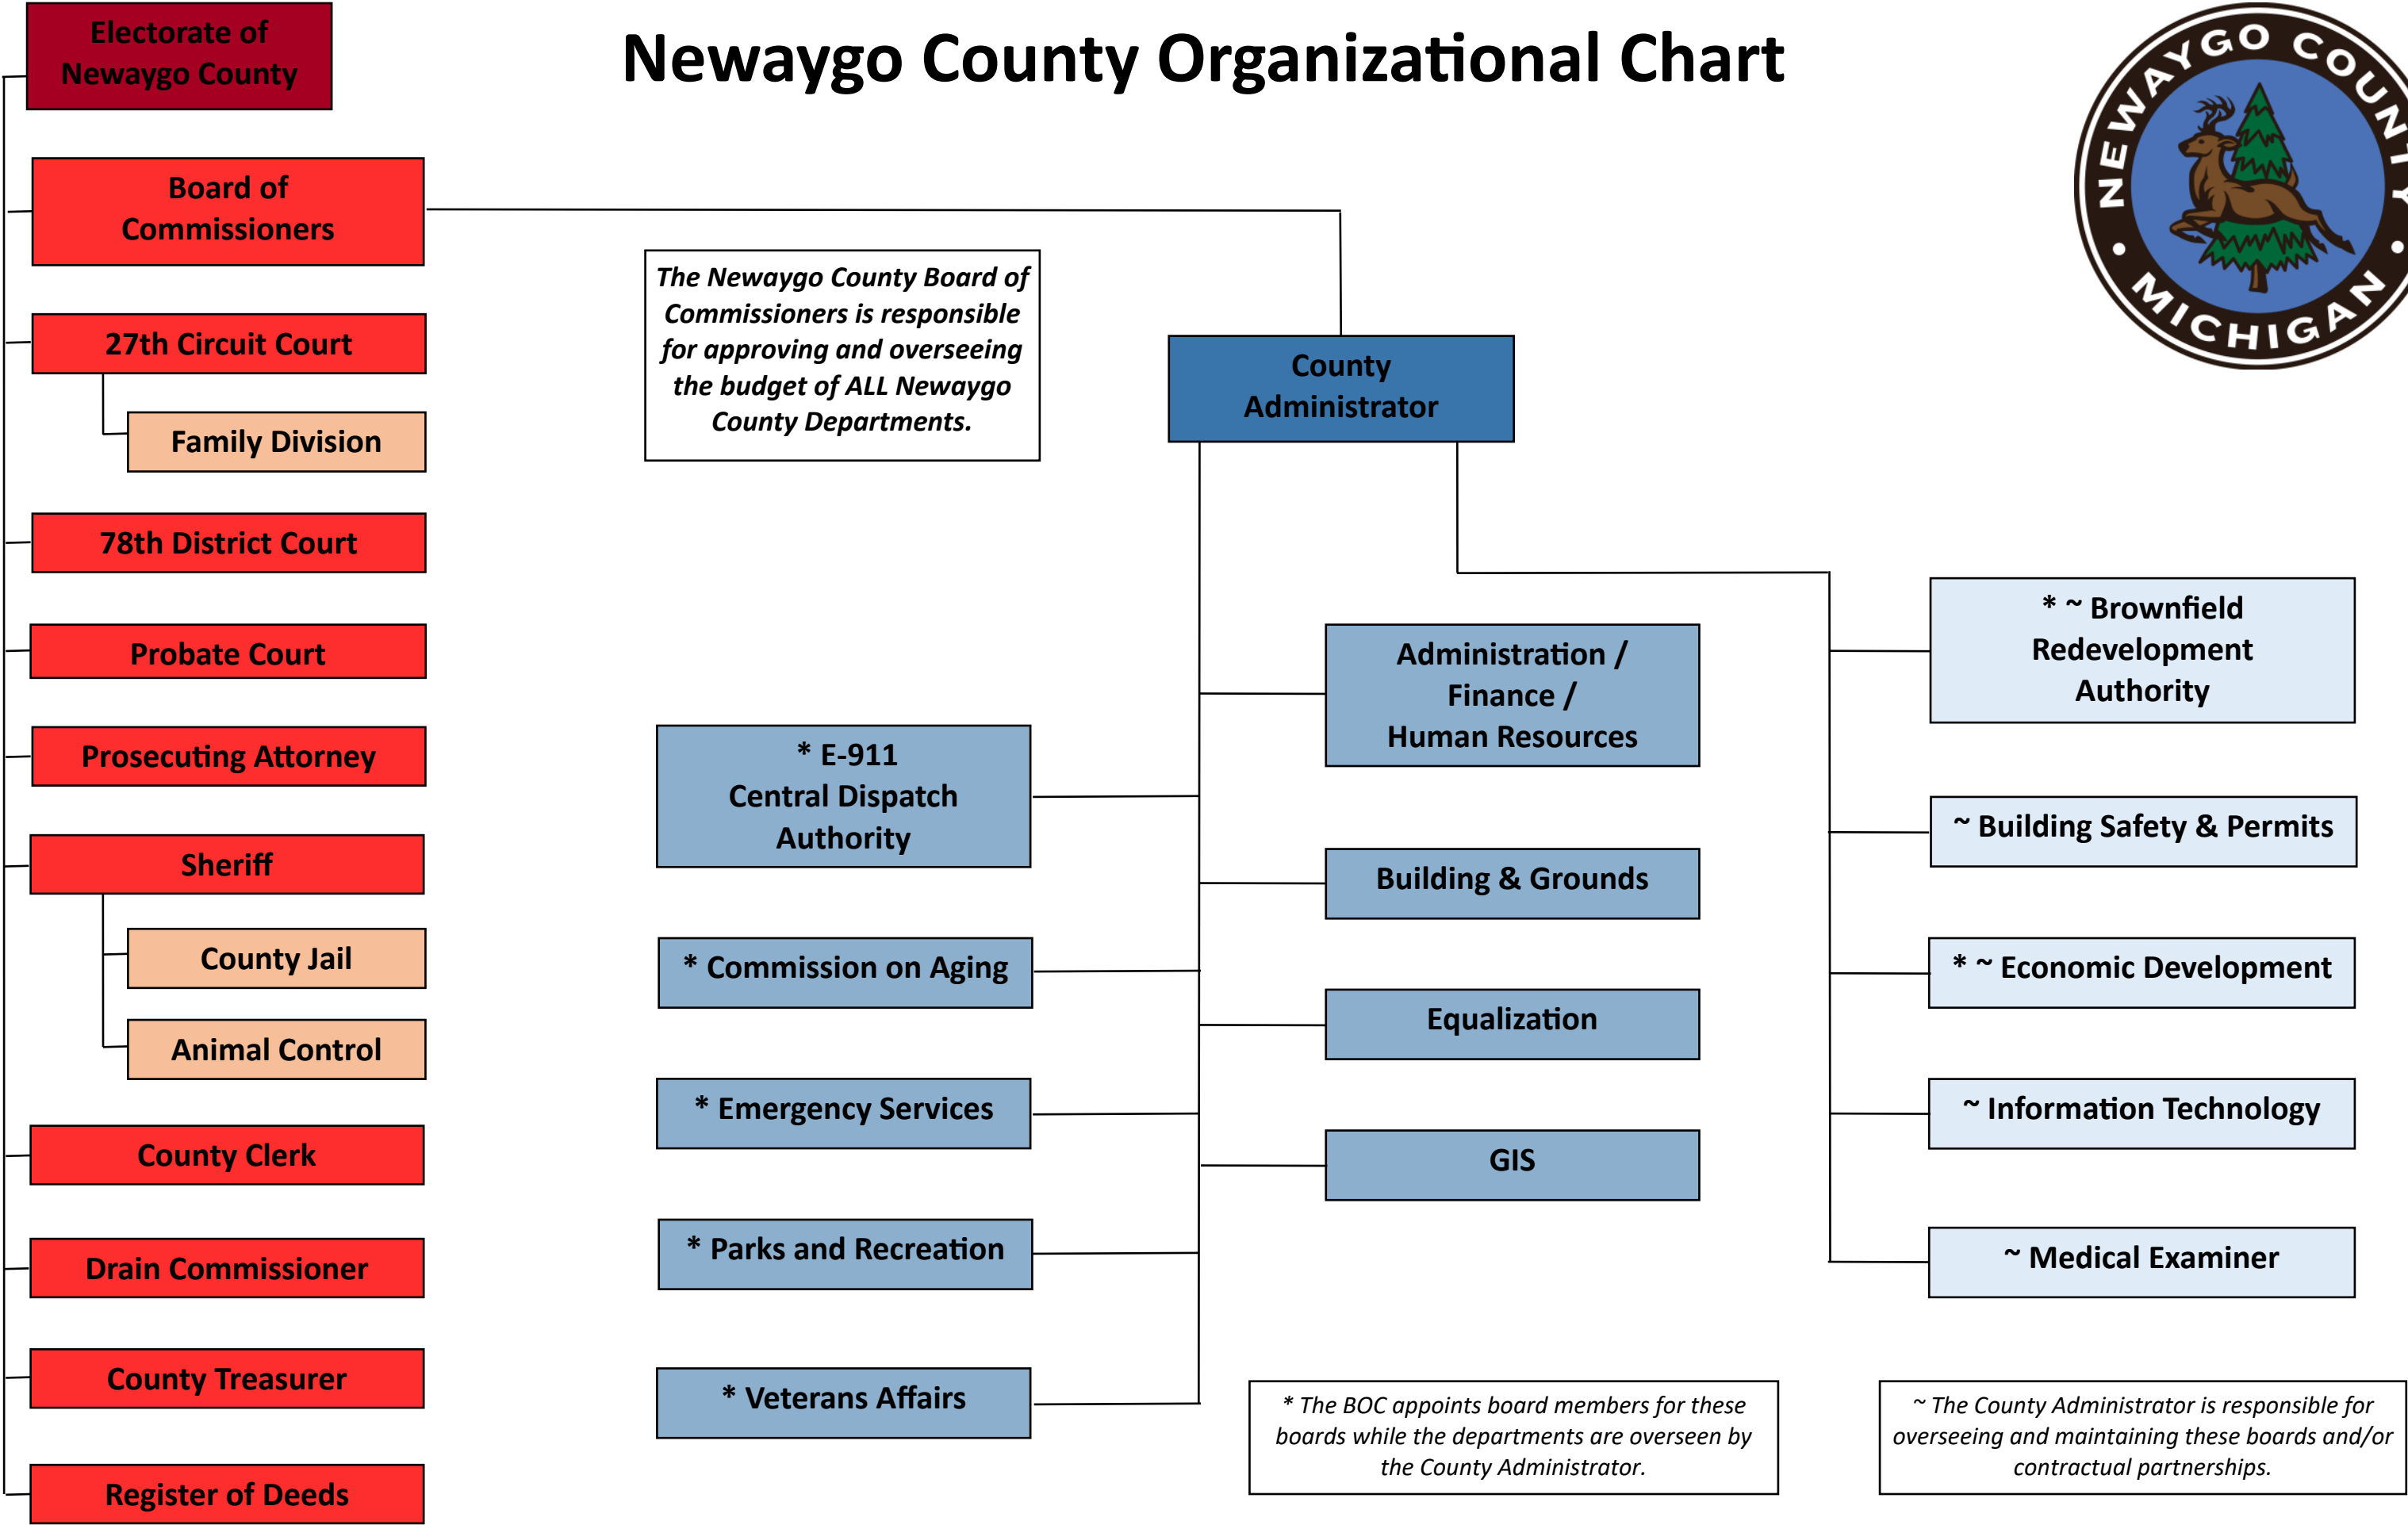 Newaygo County Organizational Chart
NEWAYGO COUNTY
• MICHIGAN •
Electorate of
Newaygo County
Board of
Commissioners
27th Circuit Court
Family Division
78th District Court
Probate Court
Prosecuting Attorney
Sheriff
County Jail
Animal Control
County Clerk
Drain Commissioner
County Treasurer
Register of Deeds
The Newaygo County Board of
Commissioners is responsible
for approving and overseeing
the budget of ALL Newaygo
County Departments.
County
Administrator
* E-911
Central Dispatch
Authority
* Commission on Aging
* Emergency Services
* Parks and Recreation
* Veterans Affairs
Administration /
Finance /
Human Resources
Building & Grounds
Equalization
GIS
* ~ Brownfield
Redevelopment
Authority
~ Building Safety & Permits
* ~ Economic Development
~ Information Technology
~ Medical Examiner
* The BOC appoints board members for these
boards while the departments are overseen by
the County Administrator.
~ The County Administrator is responsible for
overseeing and maintaining these boards and/or
contractual partnerships.